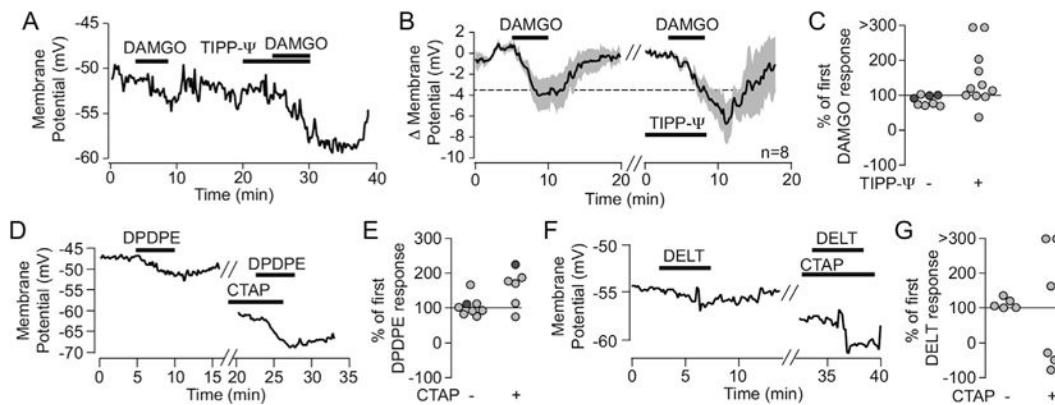 A
-45
-50
-55
-60
Membrane
Potential (mV)
DAMGO
TIPP-Ψ
DAMGO
0 10 20 30 40
Time (min)
B
2
0
-2
-4
-6
-8
-10
Δ Membrane
Potential (mV)
DAMGO
DAMGO
TIPP-Ψ
n=8
0 10 20 0 10 20
Time (min)
C
>300
200
100
0
-100
% of first
DAMGO response
TIPP-Ψ - +
D
-45
-50
-55
-60
-65
-70
Membrane
Potential (mV)
DPDPE
DPDPE
CTAP
0 5 10 15 20 25 30 35
Time (min)
E
300
200
100
0
-100
% of first
DPDPE response
CTAP - +
F
-50
-55
-60
Membrane
Potential (mV)
DELT
DELT
CTAP
0 5 10 35 40
Time (min)
G
>300
200
100
0
-100
% of first
DELT response
CTAP - +